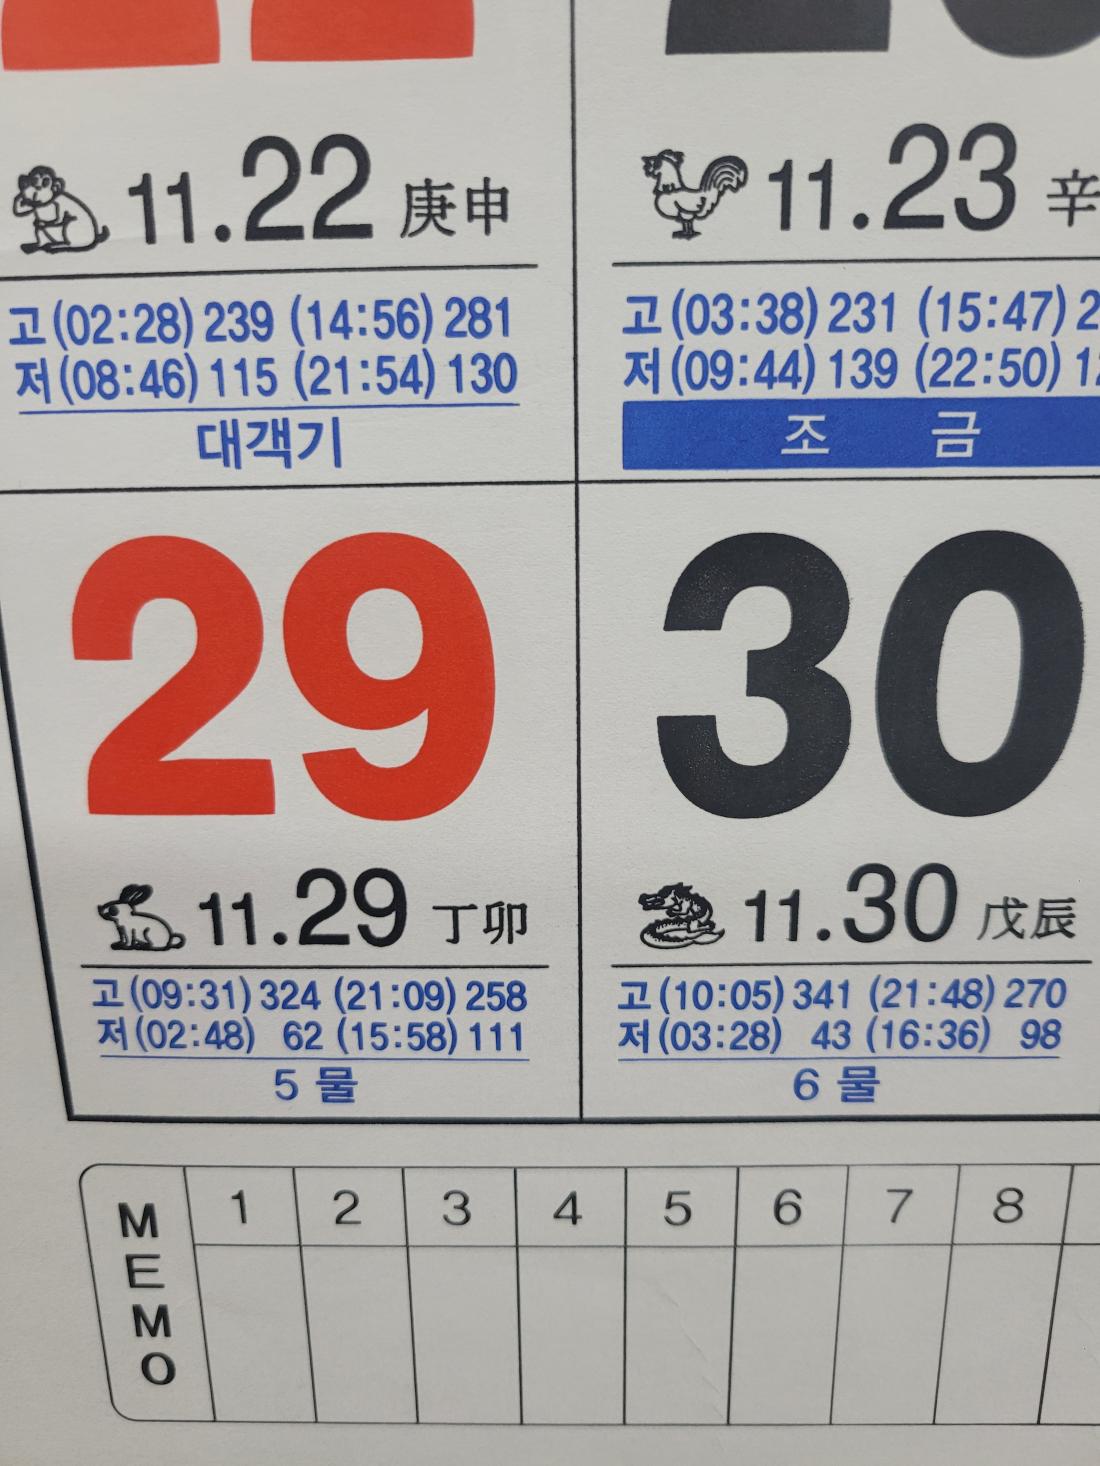 22
11.22 庚申
고(02:28) 239 (14:56) 281
저(08:46) 115 (21:54) 130
대객기
11.23 辛
고(03:38) 231 (15:47) 2
저(09:44) 139 (22:50) 12
조 금
29
11.29 丁卯
고(09:31) 324 (21:09) 258
저(02:48) 62 (15:58) 111
5 물
30
11.30 戊辰
고(10:05) 341 (21:48) 270
저(03:28) 43 (16:36) 98
6 물
MEMO
1 2 3 4 5 6 7 8